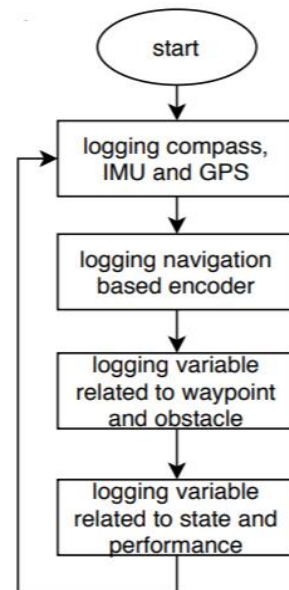 start
logging compass,
IMU and GPS
logging navigation
based encoder
logging variable
related to waypoint
and obstacle
logging variable
related to state and
performance